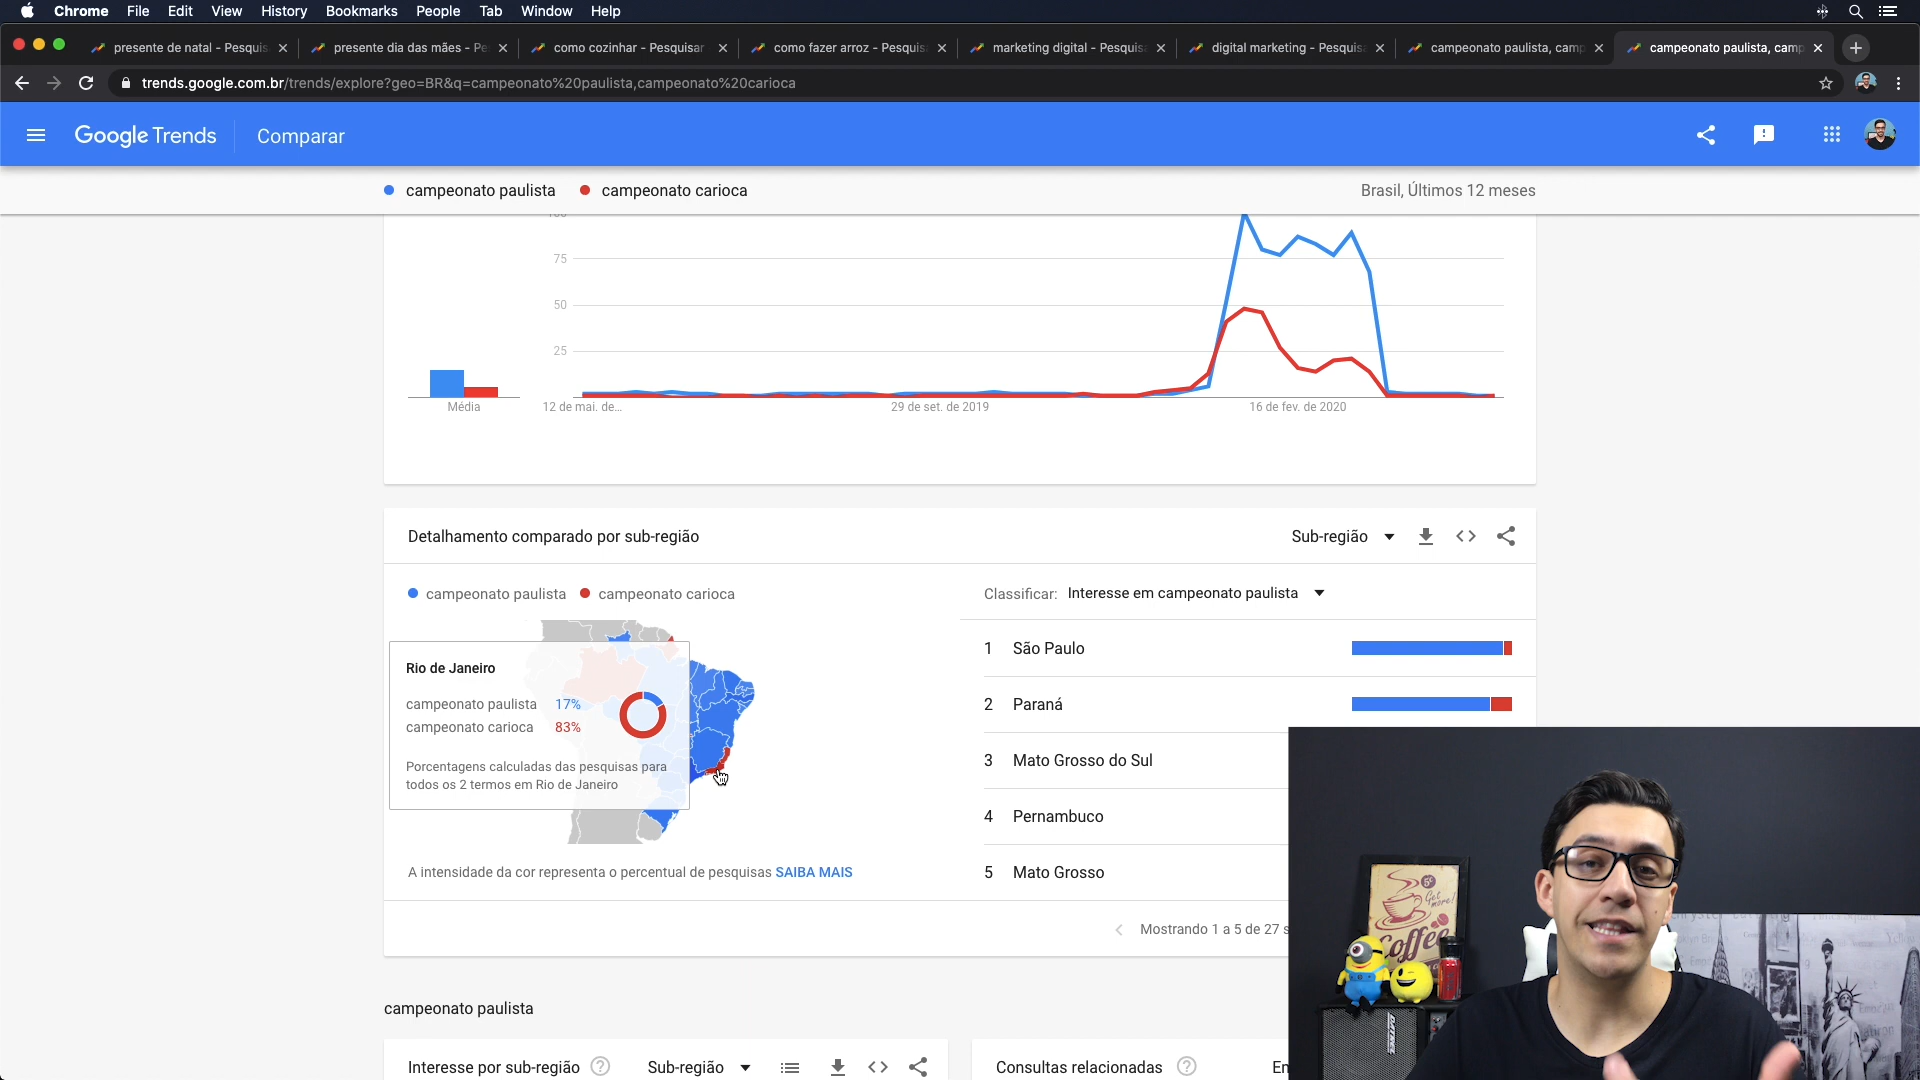 Chrome File Edit View History Bookmarks People Tab Window Help
presente de natal - Pesquis
presente dia das mães - Pe
como cozinhar - Pesquisar
como fazer arroz - Pesquis
marketing digital - Pesquis
digital marketing - Pesquis
campeonato paulista, camp
campeonato paulista, camp
trends.google.com.br/trends/explore?geo=BR&q=campeonato%20paulista,campeonato%20carioca
Google Trends Comparar
campeonato paulista campeonato carioca Brasil, Últimos 12 meses
100
75
50
25
Média 12 de mai. de... 29 de set. de 2019 16 de fev. de 2020
Detalhamento comparado por sub-região Sub-região
campeonato paulista campeonato carioca
Classificar: Interesse em campeonato paulista
Rio de Janeiro
campeonato paulista 17%
campeonato carioca 83%
Porcentagens calculadas das pesquisas para
todos os 2 termos em Rio de Janeiro
A intensidade da cor representa o percentual de pesquisas SAIBA MAIS
1 São Paulo
2 Paraná
3 Mato Grosso do Sul
4 Pernambuco
5 Mato Grosso
Mostrando 1 a 5 de 27 s
campeonato paulista
Interesse por sub-região Sub-região
Consultas relacionadas En
5¢
Get
more!
Coffee